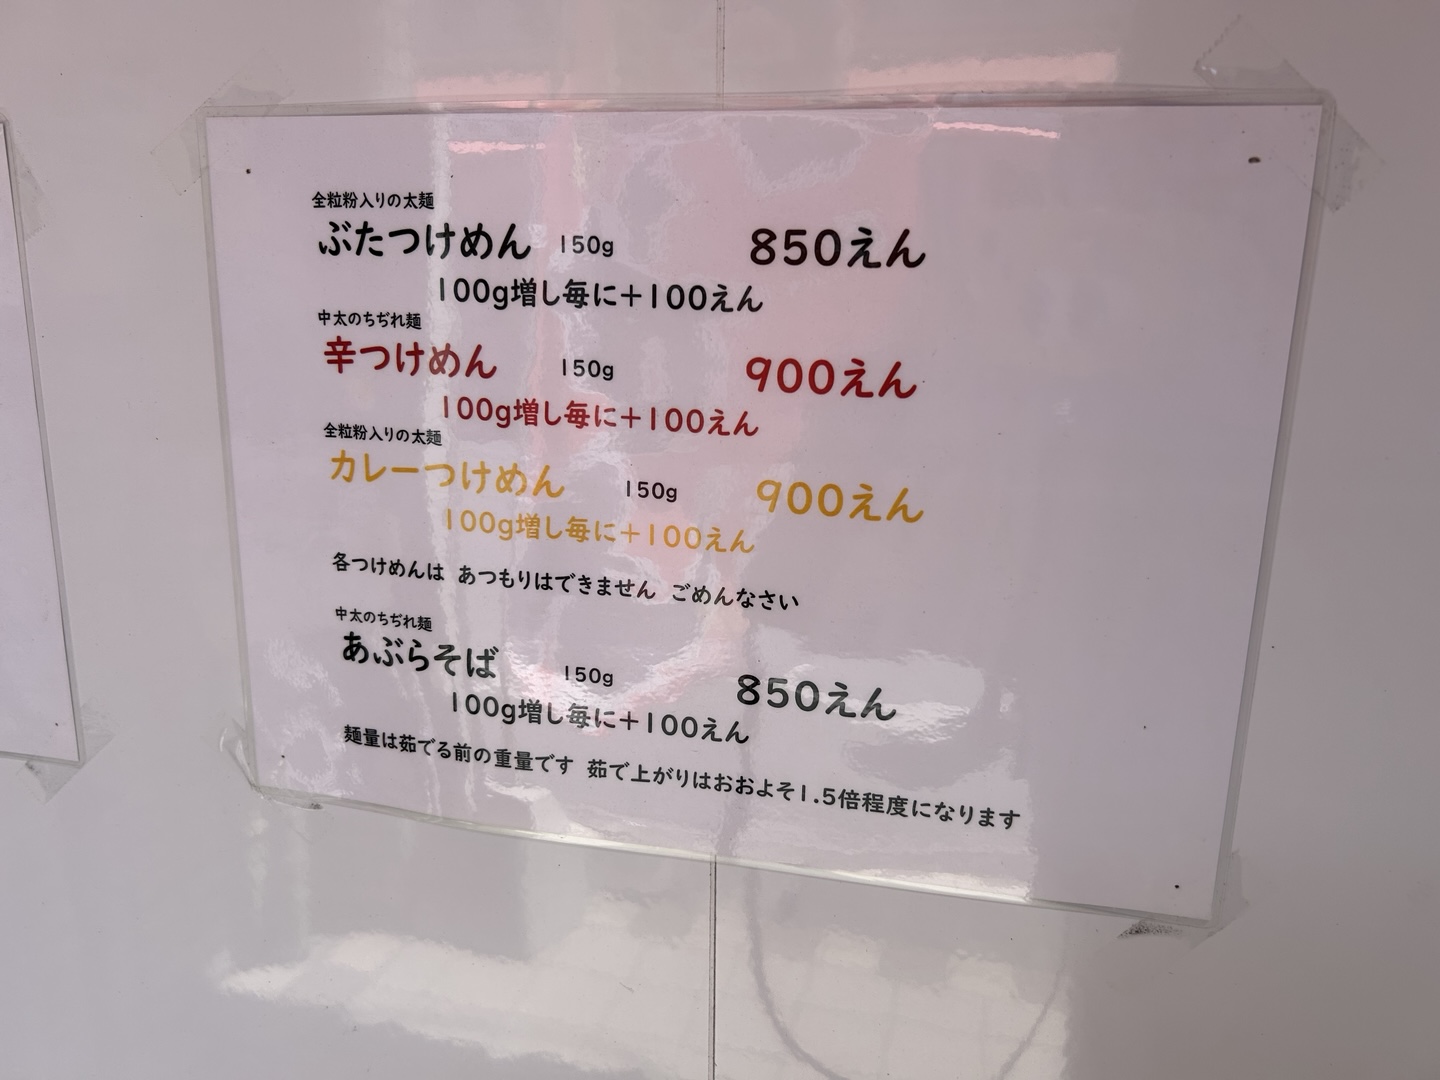 全粒粉入りの太麺
ぶたつけめん 150g 850えん
100g増し毎に+100えん
中太のちぢれ麺
辛つけめん 150g 900えん
100g増し毎に+100えん
全粒粉入りの太麺
カレーつけめん 150g 900えん
100g増し毎に+100えん
各つけめんは あつもりはできません ごめんなさい
中太のちぢれ麺
あぶらそば 150g 850えん
100g増し毎に+100えん
麺量は茹でる前の重量です 茹で上がりはおおよそ1.5倍程度になります